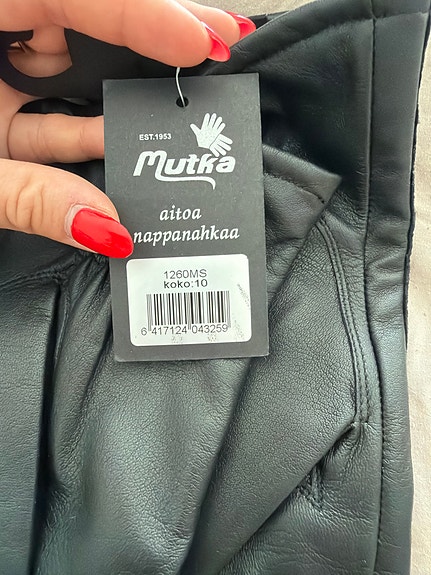 EST.1953
Mutka
aitoa
nappanahkaa
1260MS
koko:10
6 417124 043259